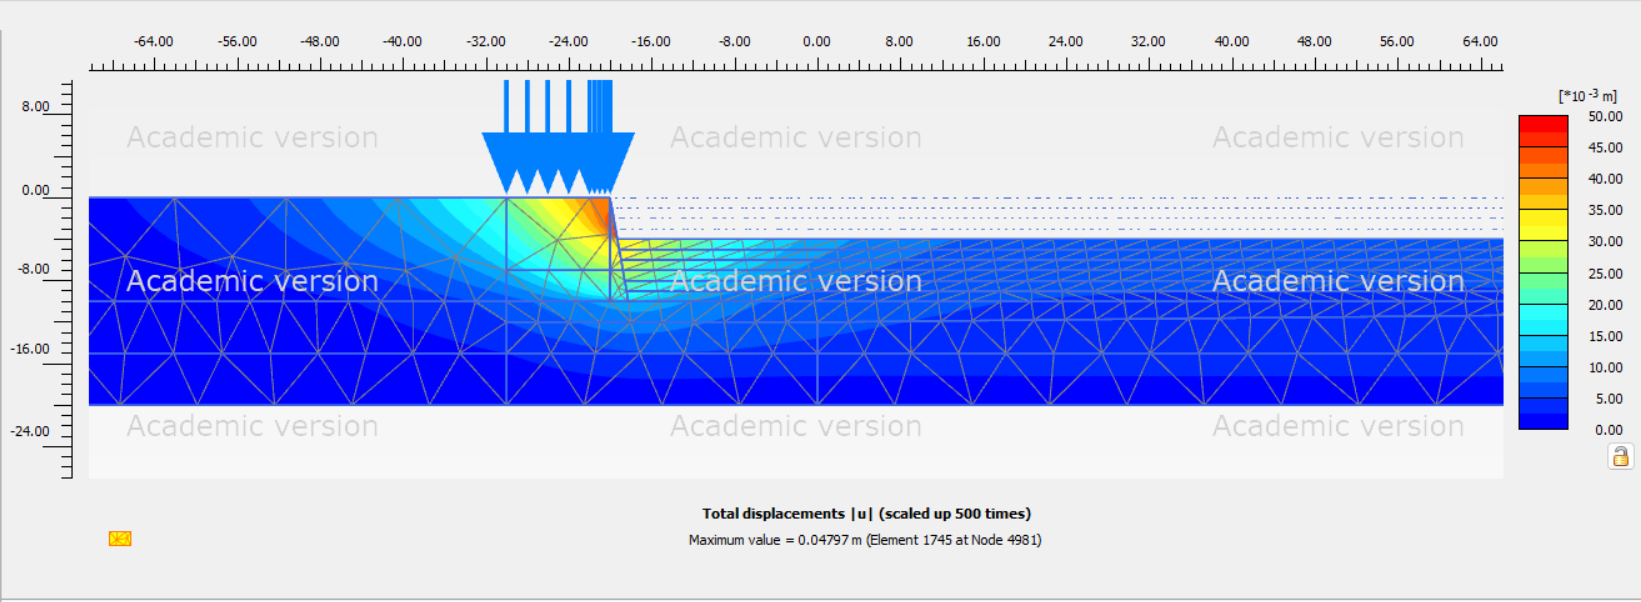 -64.00 -56.00 -48.00 -40.00 -32.00 -24.00 -16.00 -8.00 0.00 8.00 16.00 24.00 32.00 40.00 48.00 56.00 64.00
[*10 -3 m]
8.00
50.00
Academic version Academic version Academic version
45.00
40.00
0.00
35.00
30.00
-8.00
25.00
Academic version Academic version Academic version
20.00
15.00
-16.00
10.00
5.00
Academic version Academic version Academic version
-24.00
0.00
Total displacements |u| (scaled up 500 times)
Maximum value = 0.04797 m (Element 1745 at Node 4981)